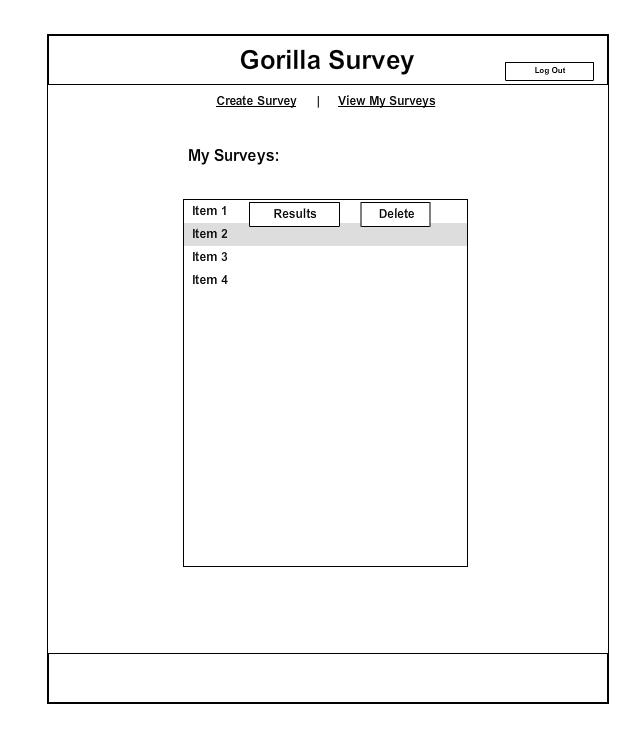 Gorilla Survey
Log Out
Create Survey | View My Surveys
My Surveys:
Item 1 Results Delete
Item 2
Item 3
Item 4